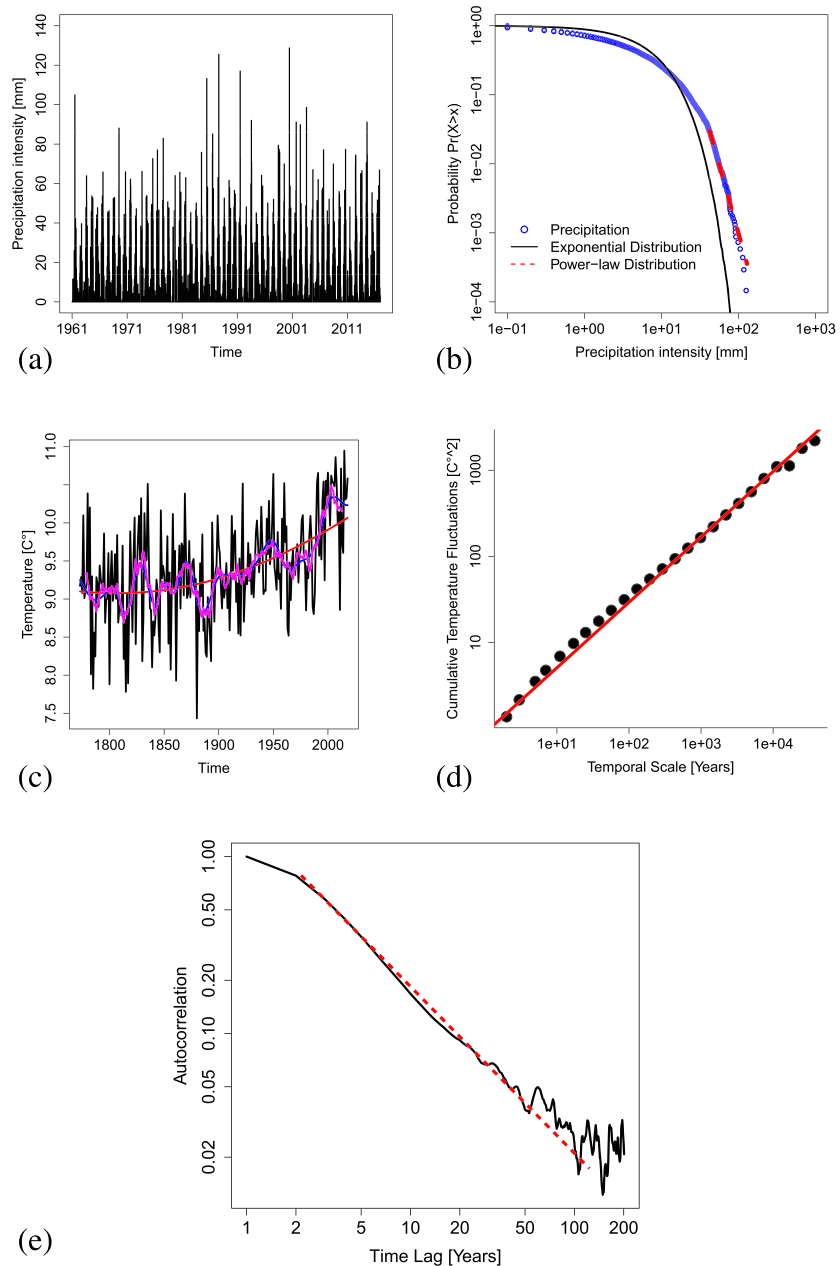 140
120
100
80
60
40
20
0
Precipitation intensity [mm]
1961 1971 1981 1991 2001 2011
Time
(a)
1e+00
1e−01
1e−02
1e−03
1e−04
Probability Pr(X>x)
Precipitation
Exponential Distribution
Power−law Distribution
1e−01 1e+00 1e+01 1e+02 1e+03
Precipitation intensity [mm]
(b)
11.0
10.0
9.5
9.0
8.5
8.0
7.5
Temperature [C°]
1800 1850 1900 1950 2000
Time
(c)
1000
100
10
Cumulative Temperature Fluctuations [C°^2]
1e+01 1e+02 1e+03 1e+04
Temporal Scale [Years]
(d)
1.00
0.50
0.20
0.10
0.05
0.02
Autocorrelation
1 2 5 10 20 50 100 200
Time Lag [Years]
(e)